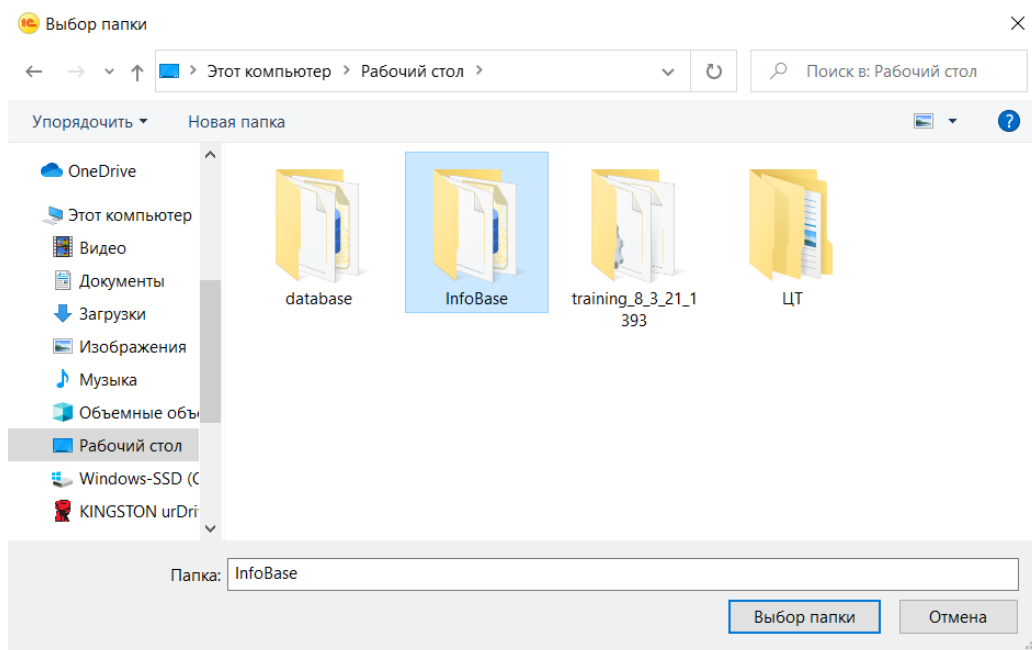 1С Выбор папки
Этот компьютер > Рабочий стол >
Поиск в: Рабочий стол
Упорядочить
Новая папка
?
OneDrive
Этот компьютер
Видео
Документы
Загрузки
Изображения
Музыка
Объемные объ
Рабочий стол
Windows-SSD (C
KINGSTON urDri
database
InfoBase
training_8_3_21_1
393
ЦТ
Папка: InfoBase
Выбор папки
Отмена